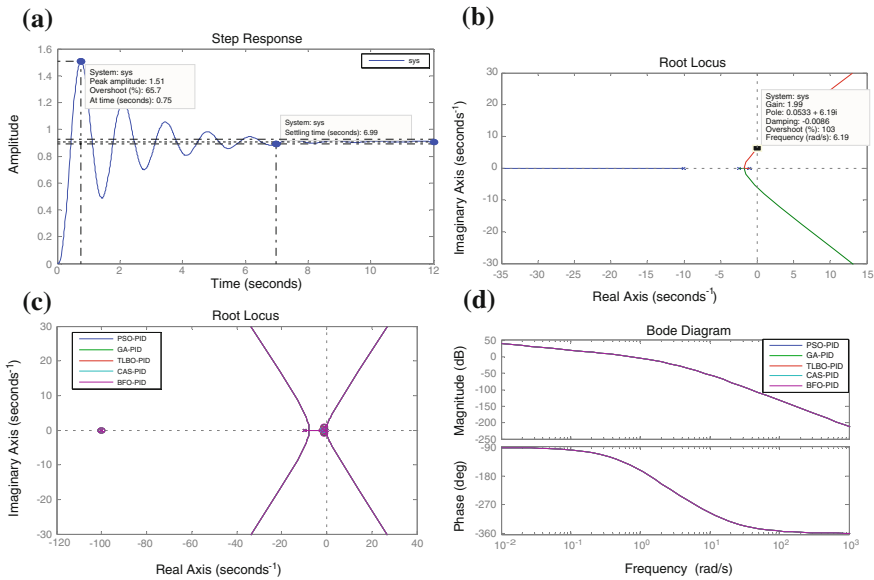 (a)
Step Response
1.6
1.4
1.2
1
0.8
0.6
0.4
0.2
0
Amplitude
sys
System: sys
Peak amplitude: 1.51
Overshoot (%): 65.7
At time (seconds): 0.75
System: sys
Settling time (seconds): 6.99
0 2 4 6 8 10 12
Time (seconds)
(b)
Root Locus
30
20
10
0
-10
-20
-30
Imaginary Axis (seconds⁻¹)
System: sys
Gain: 1.99
Pole: 0.0533 + 6.19i
Damping: -0.0086
Overshoot (%): 103
Frequency (rad/s): 6.19
-35 -30 -25 -20 -15 -10 -5 0 5 10 15
Real Axis (seconds⁻¹)
(c)
Root Locus
30
20
10
0
-10
-20
-30
Imaginary Axis (seconds⁻¹)
PSO-PID
GA-PID
TLBO-PID
CAS-PID
BFO-PID
-120 -100 -80 -60 -40 -20 0 20 40
Real Axis (seconds⁻¹)
(d)
Bode Diagram
50
0
-50
-100
-150
-200
-250
Magnitude (dB)
PSO-PID
GA-PID
TLBO-PID
CAS-PID
BFO-PID
-90
-180
-270
-360
Phase (deg)
10⁻² 10⁻¹ 10⁰ 10¹ 10² 10³
Frequency (rad/s)